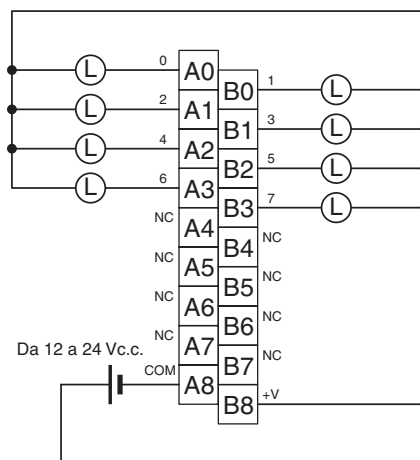 0 L A0
B0 1 L
2 L A1
B1 3 L
4 L A2
B2 5 L
6 L A3
B3 7 L
NC A4
B4 NC
NC A5
B5 NC
NC A6
B6 NC
NC A7
B7 NC
Da 12 a 24 Vc.c.
COM A8
B8 +V